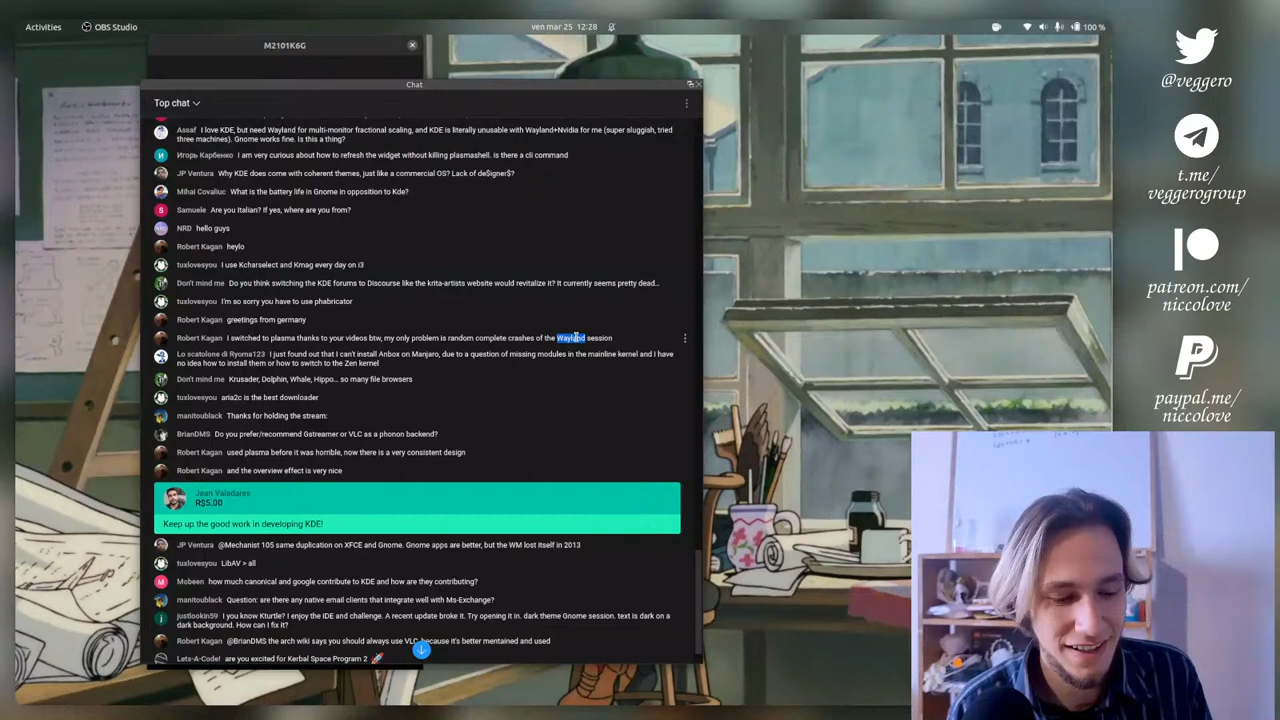 Activities
OBS Studio
ven mar 25 12:28
100 %
M2101K6G
Chat
Top chat
Assaf I love KDE, but need Wayland for multi-monitor fractional scaling, and KDE is literally unusable with Wayland+Nvidia for me (super sluggish, tried
three machines). Gnome works fine. Is this a thing?
И Игорь Карбенко I am very curious about how to refresh the widget without killing plasmashell. is there a cli command
JP Ventura Why KDE does come with coherent themes, just like a commercial OS? Lack of de$igner$?
Mihai Covaliuc What is the battery life in Gnome in opposition to Kde?
S Samuele Are you Italian? If yes, where are you from?
NRD hello guys
Robert Kagan heylo
tuxlovesyou I use Kcharselect and Kmag every day on i3
Don't mind me Do you think switching the KDE forums to Discourse like the krita-artists website would revitalize it? It currently seems pretty dead...
tuxlovesyou I'm so sorry you have to use phabricator
Robert Kagan greetings from germany
Robert Kagan I switched to plasma thanks to your videos btw, my only problem is random complete crashes of the Wayland session
Lo scatolone di Ryoma123 I just found out that I can't install Anbox on Manjaro, due to a question of missing modules in the mainline kernel and I have
no idea how to install them or how to switch to the Zen kernel
Don't mind me Krusader, Dolphin, Whale, Hippo... so many file browsers
tuxlovesyou aria2c is the best downloader
manitoublack Thanks for holding the stream:
BrianDMS Do you prefer/recommend Gstreamer or VLC as a phonon backend?
Robert Kagan used plasma before it was horrible, now there is a very consistent design
Robert Kagan and the overview effect is very nice
Jean Valadares
R$5.00
Keep up the good work in developing KDE!
JP Ventura @Mechanist 105 same duplication on XFCE and Gnome. Gnome apps are better, but the WM lost itself in 2013
tuxlovesyou LibAV > all
M Mobeen how much canonical and google contribute to KDE and how are they contributing?
manitoublack Question: are there any native email clients that integrate well with Ms-Exchange?
j justlookin59 I you know Kturtle? I enjoy the IDE and challenge. A recent update broke it. Try opening it in. dark theme Gnome session. text is dark on a
dark background. How can I fix it?
Robert Kagan @BrianDMS the arch wiki says you should always use VLC because it's better mentained and used
Lets-A-Code! are you excited for Kerbal Space Program 2 🚀
@veggero
t.me/
veggerogroup
patreon.com/
niccolove
paypal.me/
niccolove